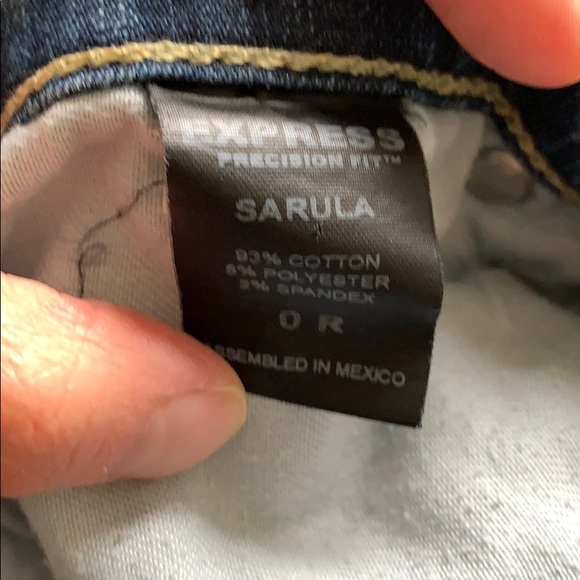 EXPRESS
PRECISION FIT™
SARULA
93% COTTON
5% POLYESTER
2% SPANDEX
0 R
ASSEMBLED IN MEXICO